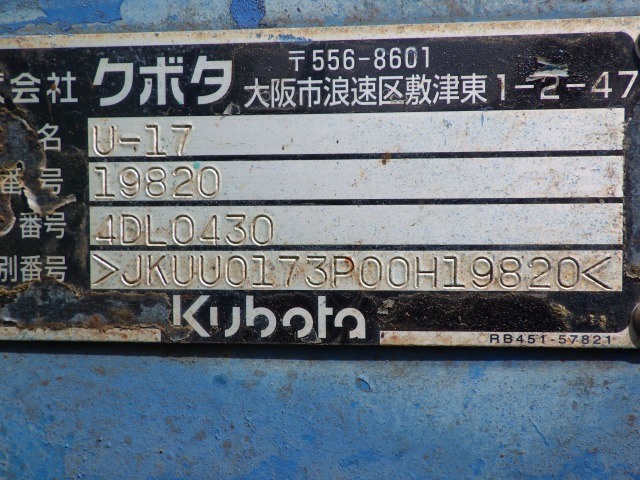 式会社 クボタ
〒556-8601
大阪市浪速区敷津東1-2-47
名 U-17
番号 19820
番号 4DL0430
別番号 >JKUU0173P00H19820<
Kubota
RB451-57821